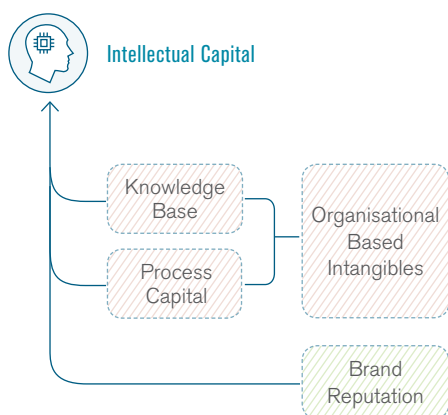 Intellectual Capital
Knowledge
Base
Process
Capital
Organisational
Based
Intangibles
Brand
Reputation